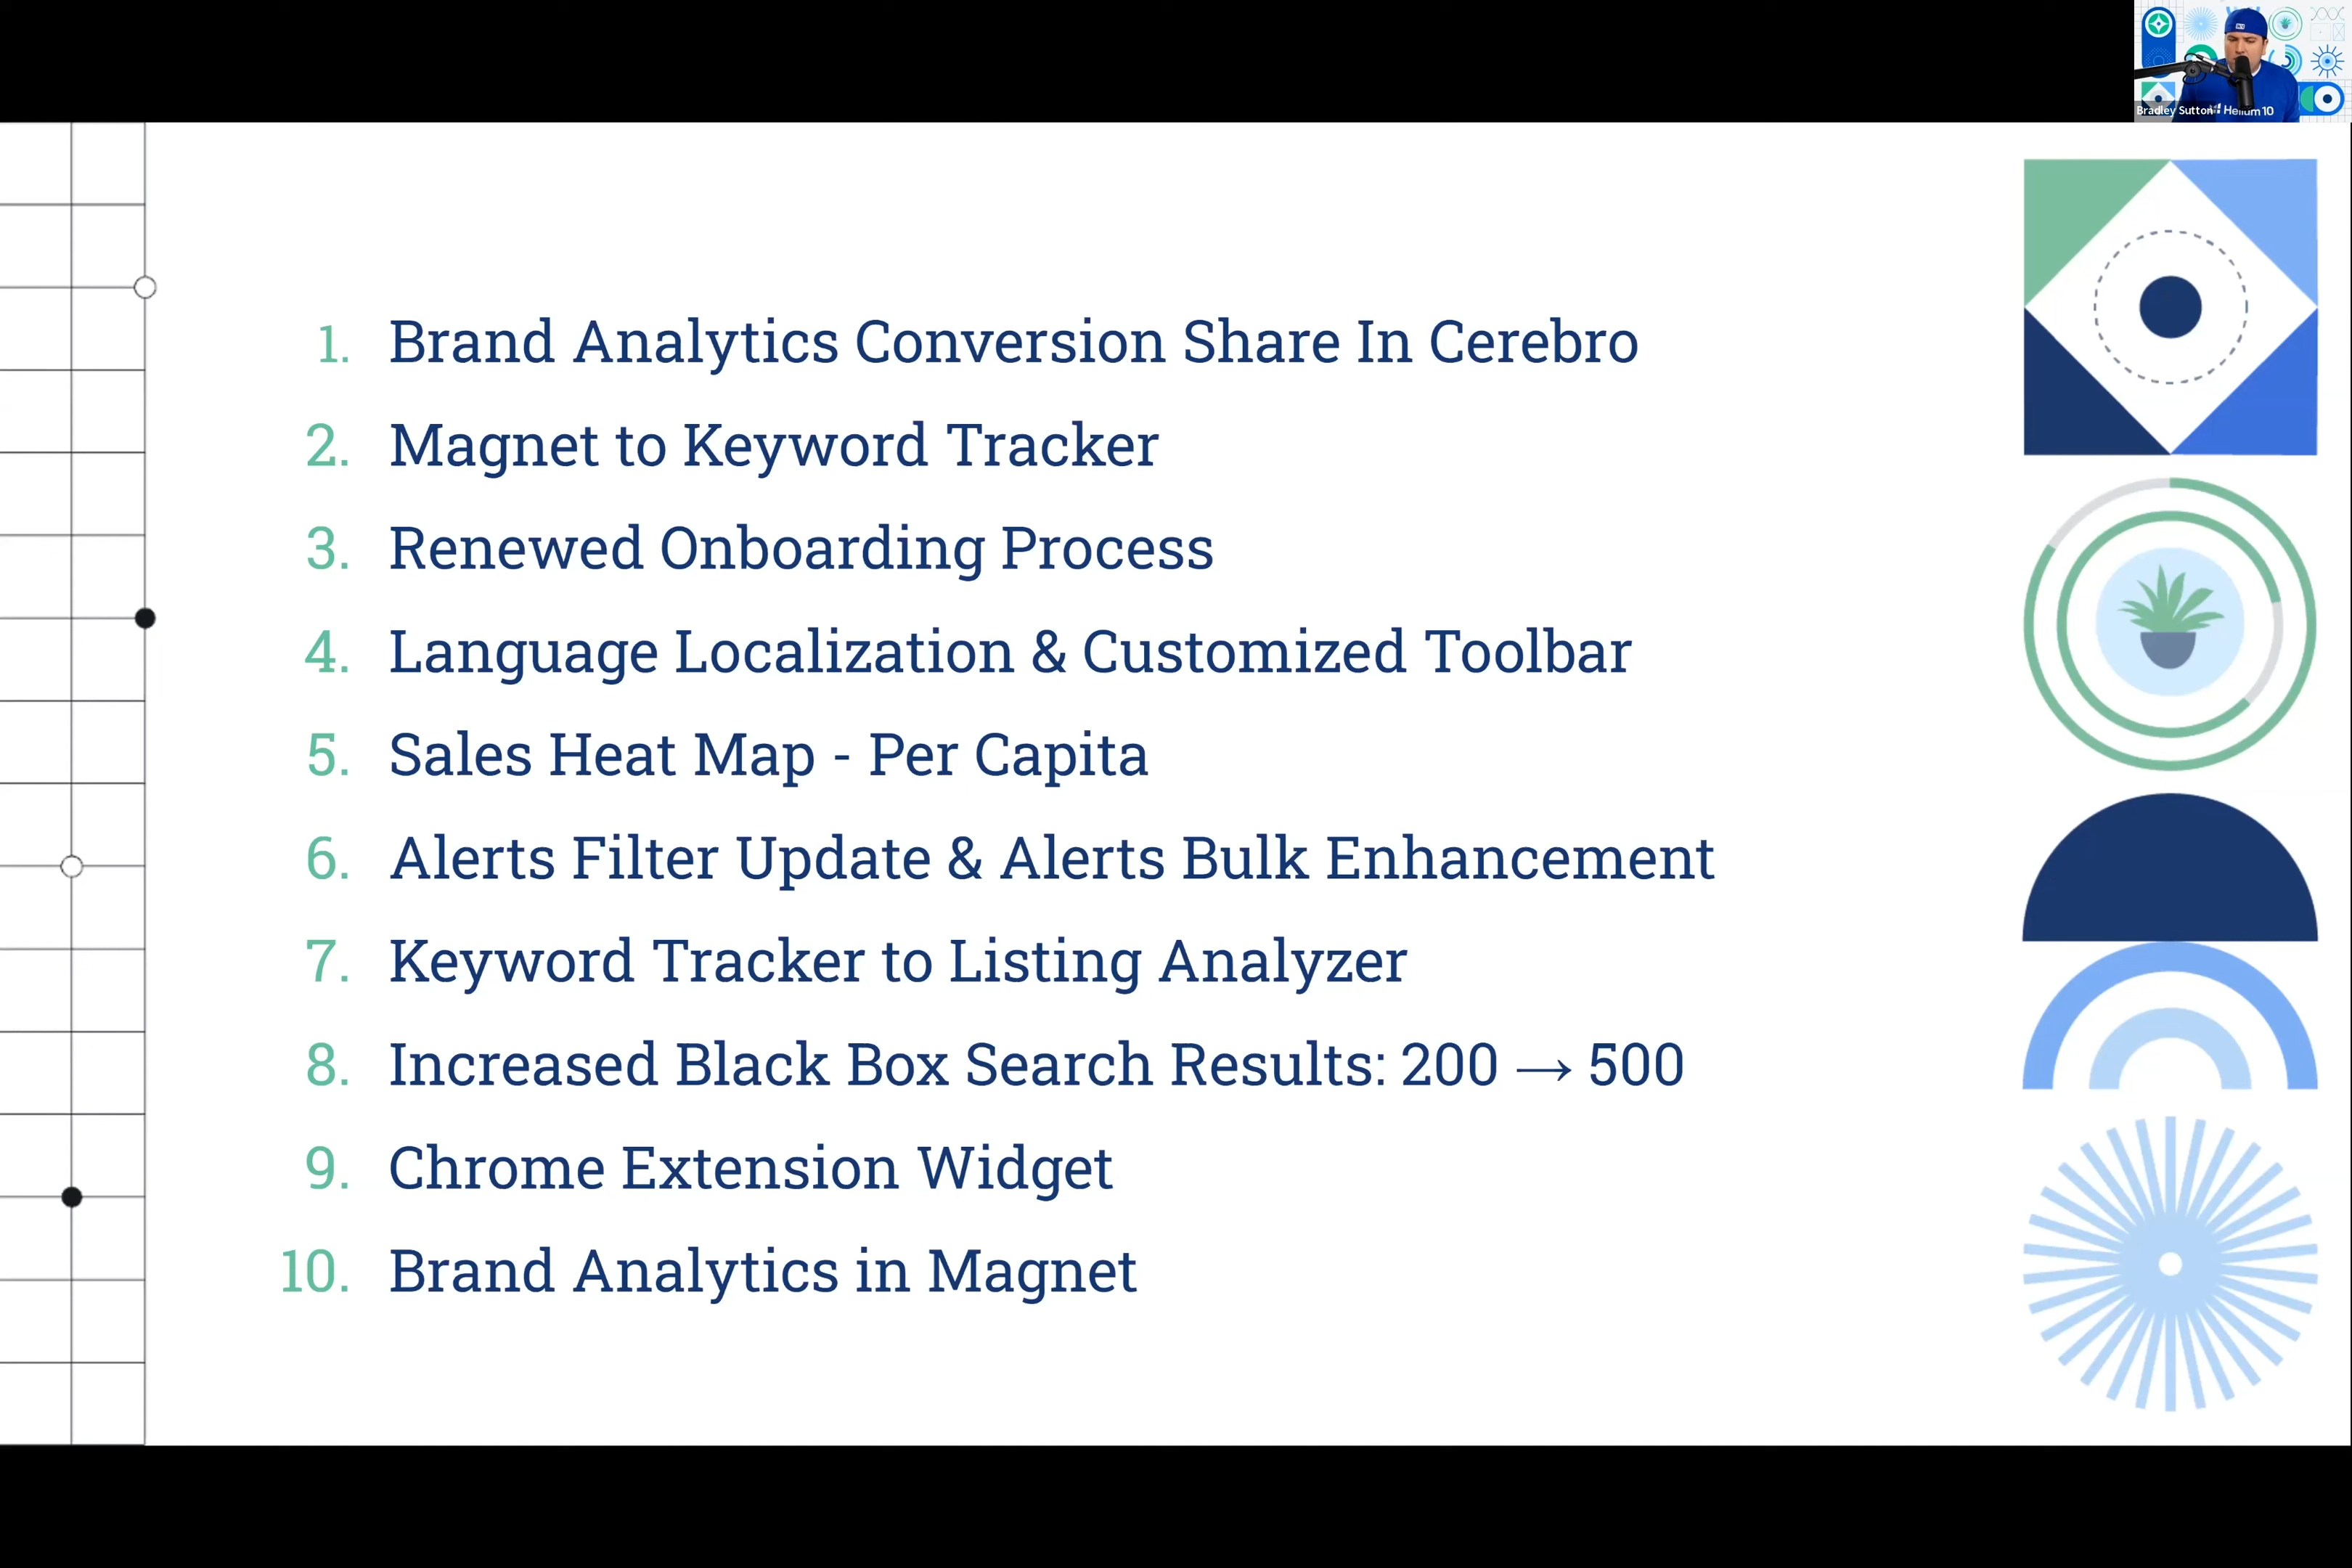 Bradley Sutton Helium 10
1. Brand Analytics Conversion Share In Cerebro
2. Magnet to Keyword Tracker
3. Renewed Onboarding Process
4. Language Localization & Customized Toolbar
5. Sales Heat Map - Per Capita
6. Alerts Filter Update & Alerts Bulk Enhancement
7. Keyword Tracker to Listing Analyzer
8. Increased Black Box Search Results: 200 → 500
9. Chrome Extension Widget
10. Brand Analytics in Magnet